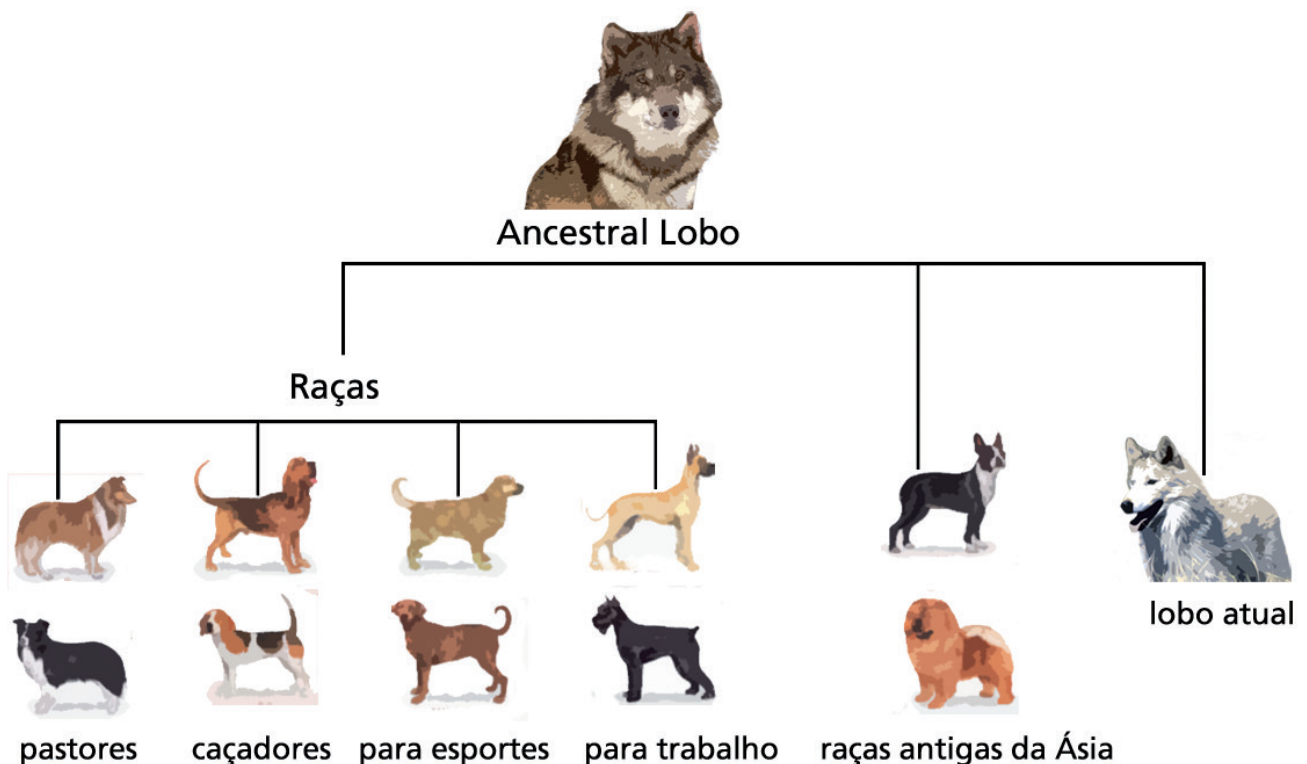 Ancestral Lobo
Raças
lobo atual
pastores
caçadores
para esportes
para trabalho
raças antigas da Ásia